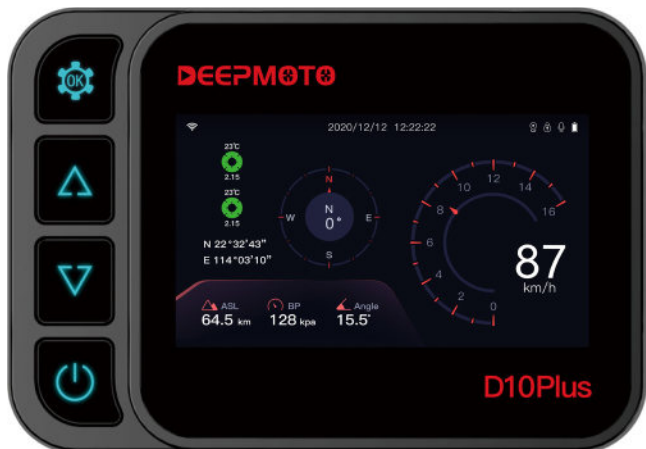 OK
DEEPMOTO
2020/12/12 12:22:22
23°C
2.15
23°C
2.15
N
W
N
0°
E
S
N 22°32'43"
E 114°03'10"
ASL
64.5 km
BP
128 kpa
Angle
15.5°
0
2
4
6
8
10
12
14
16
87
km/h
D10Plus